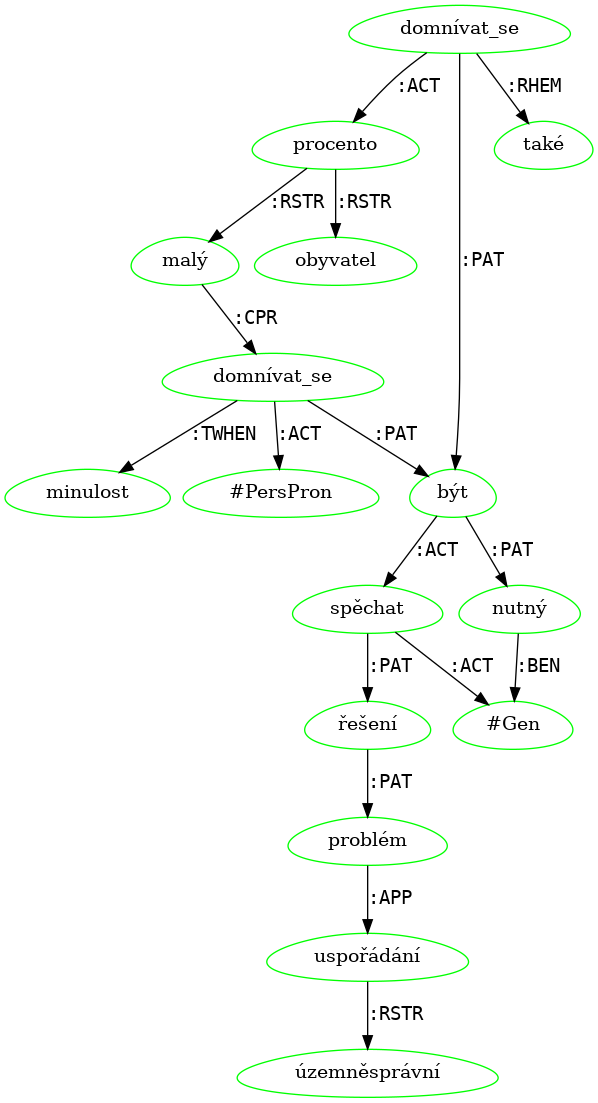 domnívat_se
:ACT
:RHEM
procento
také
:RSTR
:RSTR
:PAT
malý
obyvatel
:CPR
domnívat_se
:TWHEN
:ACT
:PAT
minulost
#PersPron
být
:ACT
:PAT
spěchat
nutný
:PAT
:ACT
:BEN
řešení
#Gen
:PAT
problém
:APP
uspořádání
:RSTR
územněsprávní